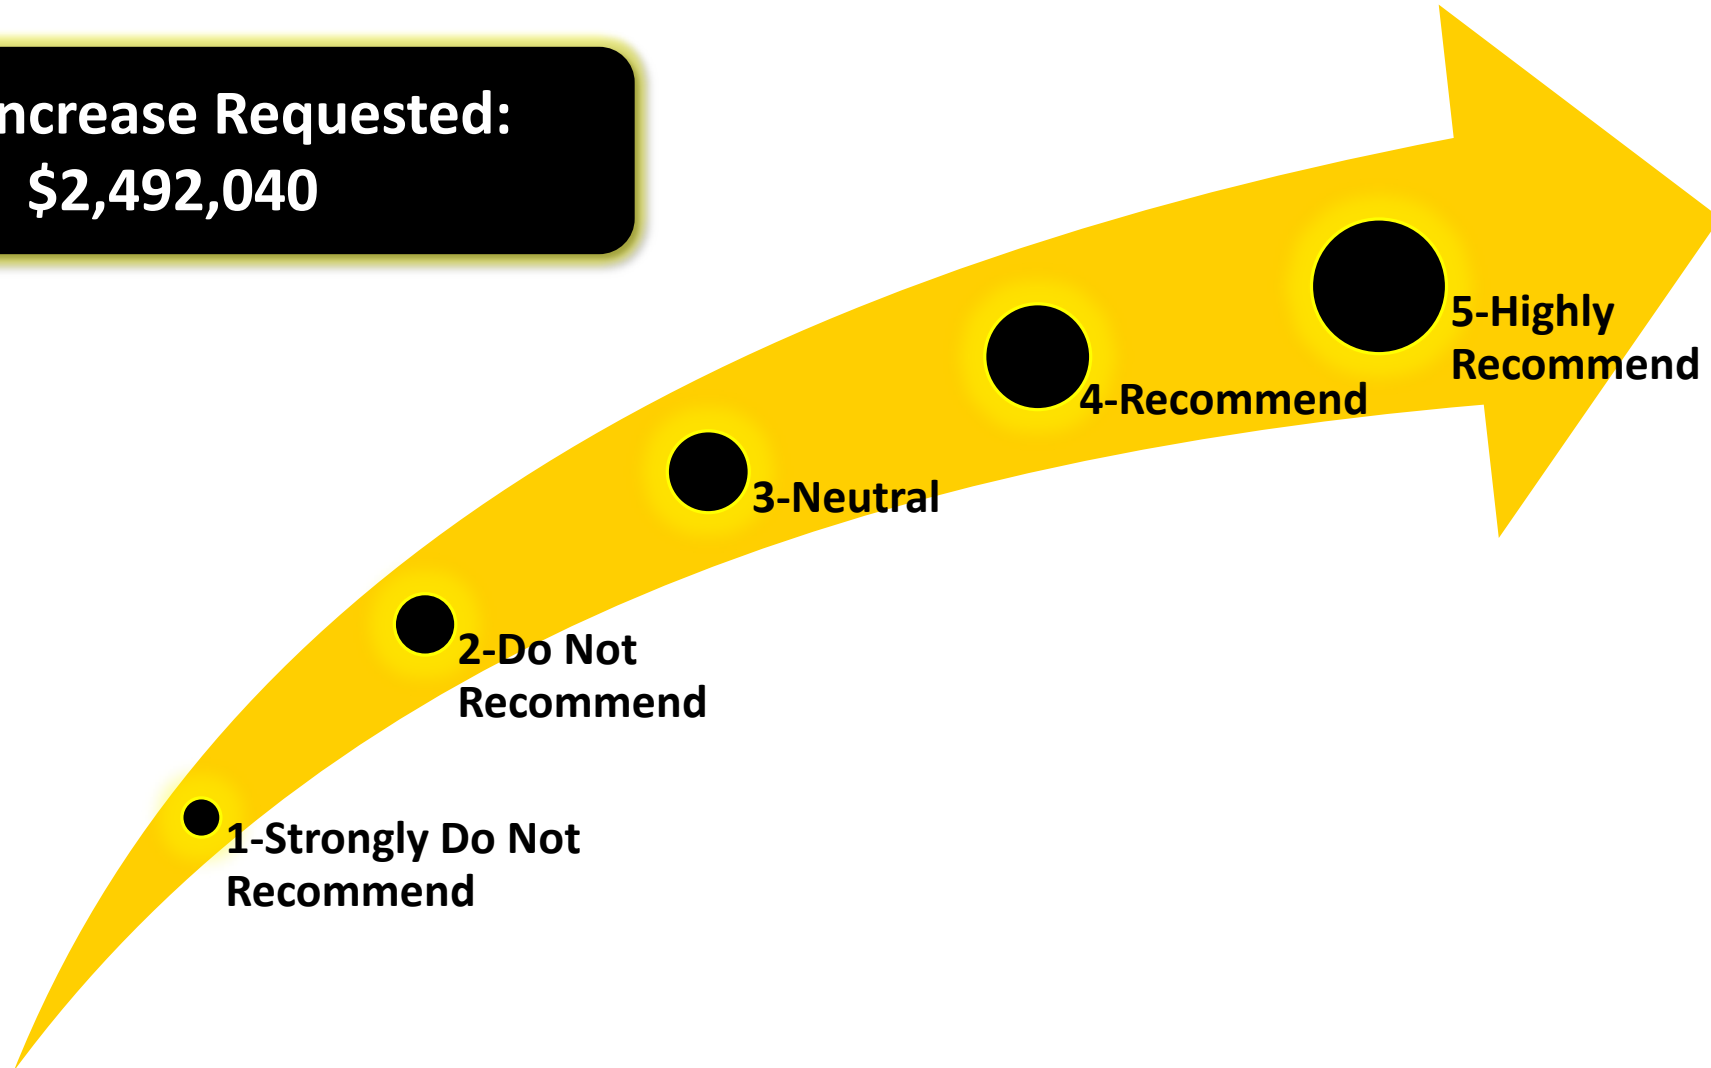 ncrease Requested:
$2,492,040
5-Highly
Recommend
4-Recommend
3-Neutral
2-Do Not
Recommend
1-Strongly Do Not
Recommend